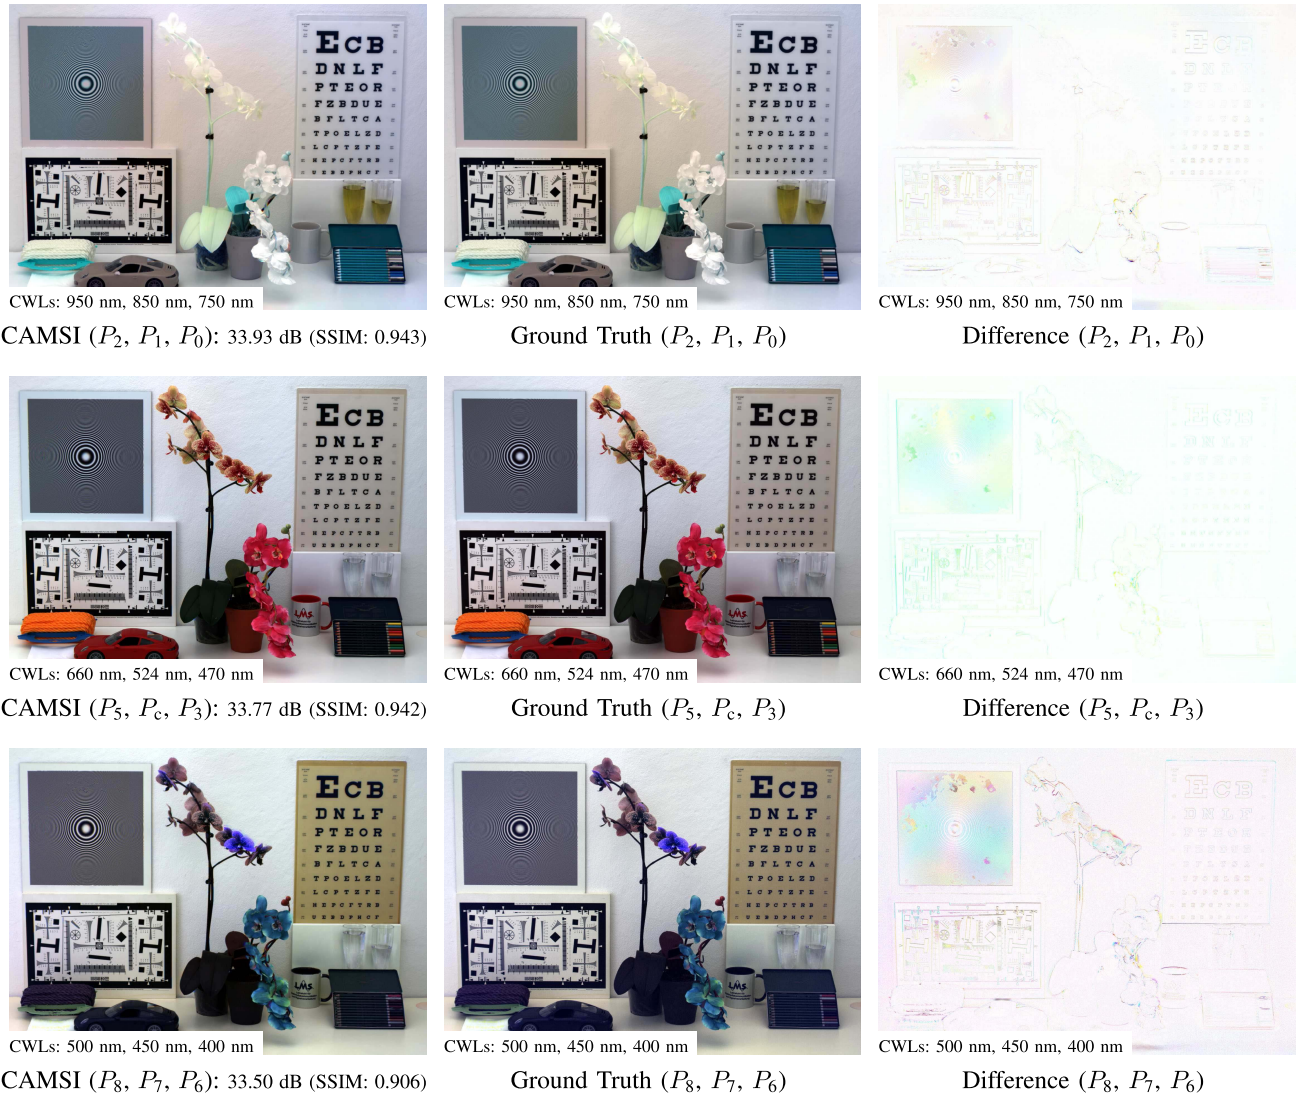 E C B
D N L F
P T E O R
F Z B D U E
B F L T C A
T P O E L Z D
CWLs: 950 nm, 850 nm, 750 nm
E C B
D N L F
P T E O R
F Z B D U E
B F L T C A
T P O E L Z D
CWLs: 950 nm, 850 nm, 750 nm
E C B
CWLs: 950 nm, 850 nm, 750 nm
CAMSI (P2, P1, P0): 33.93 dB (SSIM: 0.943)
Ground Truth (P2, P1, P0)
Difference (P2, P1, P0)
E C B
D N L F
P T E O R
F Z B D U E
B F L T C A
T P O E L Z D
LMS
CWLs: 660 nm, 524 nm, 470 nm
E C B
D N L F
P T E O R
F Z B D U E
B F L T C A
T P O E L Z D
LMS
CWLs: 660 nm, 524 nm, 470 nm
E C B
CWLs: 660 nm, 524 nm, 470 nm
CAMSI (P5, Pc, P3): 33.77 dB (SSIM: 0.942)
Ground Truth (P5, Pc, P3)
Difference (P5, Pc, P3)
E C B
D N L F
P T E O R
F Z B D U E
B F L T C A
T P O E L Z D
LMS
CWLs: 500 nm, 450 nm, 400 nm
E C B
D N L F
P T E O R
F Z B D U E
B F L T C A
T P O E L Z D
LMS
CWLs: 500 nm, 450 nm, 400 nm
E C B
CWLs: 500 nm, 450 nm, 400 nm
CAMSI (P8, P7, P6): 33.50 dB (SSIM: 0.906)
Ground Truth (P8, P7, P6)
Difference (P8, P7, P6)